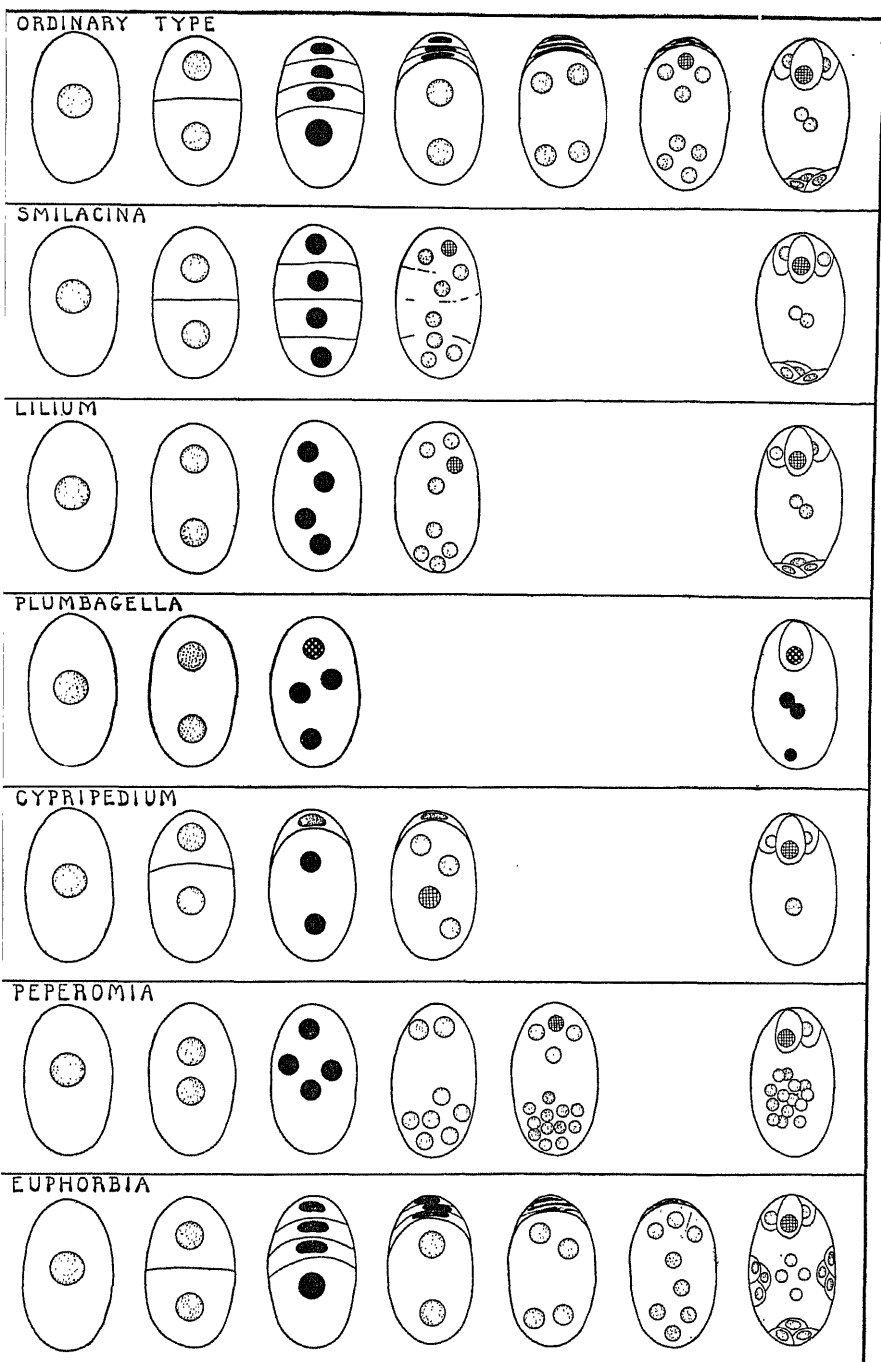 ORDINARY TYPE
SMILACINA
LILIUM
PLUMBAGELLA
CYPRIPEDIUM
PEPEROMIA
EUPHORBIA